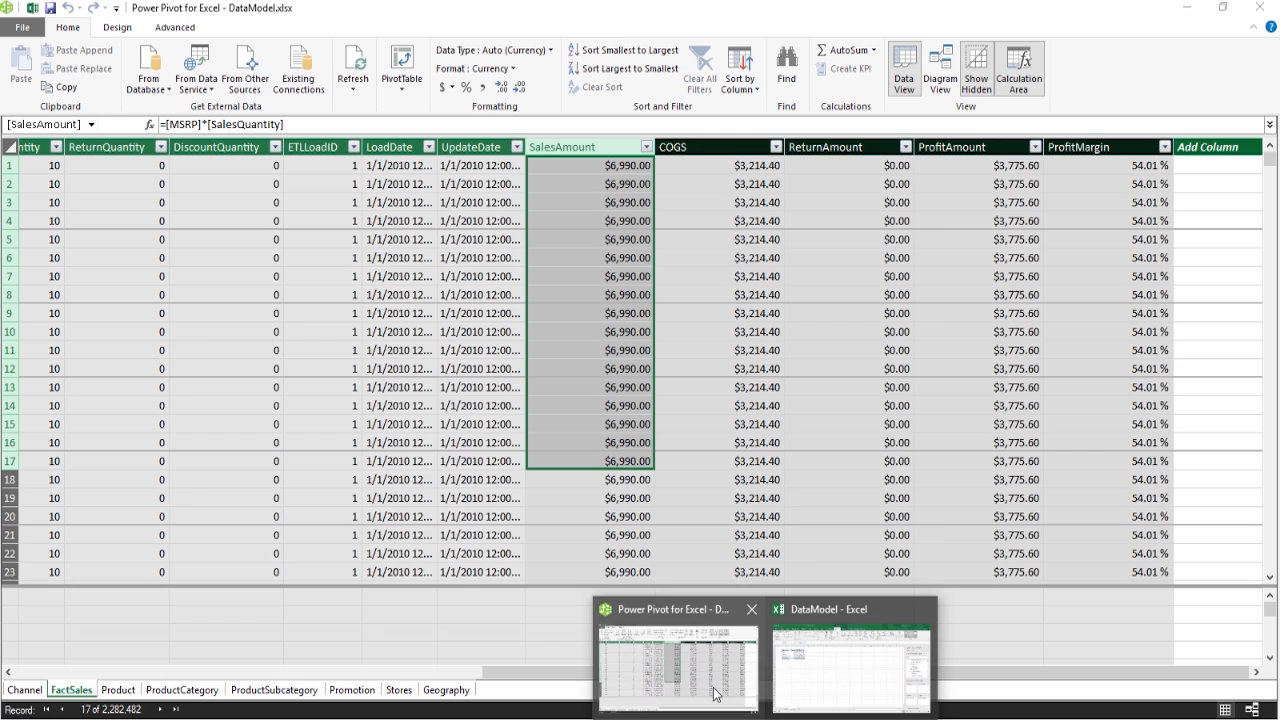 Power Pivot for Excel - DataModel.xlsx
File Home Design Advanced
Paste
Paste Append
Paste Replace
Copy
Clipboard
From Database
From Data Service
From Other Sources
Existing Connections
Get External Data
Refresh
PivotTable
Data Type : Auto (Currency)
Format : Currency
$ % , .00 .00
Formatting
Sort Smallest to Largest
Sort Largest to Smallest
Clear Sort
Clear All Filters
Sort by Column
Sort and Filter
Find
Find
AutoSum
Create KPI
Calculations
Data View
Diagram View
Show Hidden
Calculation Area
View
[SalesAmount] fx =[MSRP]*[SalesQuantity]
ntity ReturnQuantity DiscountQuantity ETLLoadID LoadDate UpdateDate SalesAmount COGS ReturnAmount ProfitAmount ProfitMargin Add Column
1 10 0 0 1 1/1/2010 12... 1/1/2010 12:00... $6,990.00 $3,214.40 $0.00 $3,775.60 54.01 %
2 10 0 0 1 1/1/2010 12... 1/1/2010 12:00... $6,990.00 $3,214.40 $0.00 $3,775.60 54.01 %
3 10 0 0 1 1/1/2010 12... 1/1/2010 12:00... $6,990.00 $3,214.40 $0.00 $3,775.60 54.01 %
4 10 0 0 1 1/1/2010 12... 1/1/2010 12:00... $6,990.00 $3,214.40 $0.00 $3,775.60 54.01 %
5 10 0 0 1 1/1/2010 12... 1/1/2010 12:00... $6,990.00 $3,214.40 $0.00 $3,775.60 54.01 %
6 10 0 0 1 1/1/2010 12... 1/1/2010 12:00... $6,990.00 $3,214.40 $0.00 $3,775.60 54.01 %
7 10 0 0 1 1/1/2010 12... 1/1/2010 12:00... $6,990.00 $3,214.40 $0.00 $3,775.60 54.01 %
8 10 0 0 1 1/1/2010 12... 1/1/2010 12:00... $6,990.00 $3,214.40 $0.00 $3,775.60 54.01 %
9 10 0 0 1 1/1/2010 12... 1/1/2010 12:00... $6,990.00 $3,214.40 $0.00 $3,775.60 54.01 %
10 10 0 0 1 1/1/2010 12... 1/1/2010 12:00... $6,990.00 $3,214.40 $0.00 $3,775.60 54.01 %
11 10 0 0 1 1/1/2010 12... 1/1/2010 12:00... $6,990.00 $3,214.40 $0.00 $3,775.60 54.01 %
12 10 0 0 1 1/1/2010 12... 1/1/2010 12:00... $6,990.00 $3,214.40 $0.00 $3,775.60 54.01 %
13 10 0 0 1 1/1/2010 12... 1/1/2010 12:00... $6,990.00 $3,214.40 $0.00 $3,775.60 54.01 %
14 10 0 0 1 1/1/2010 12... 1/1/2010 12:00... $6,990.00 $3,214.40 $0.00 $3,775.60 54.01 %
15 10 0 0 1 1/1/2010 12... 1/1/2010 12:00... $6,990.00 $3,214.40 $0.00 $3,775.60 54.01 %
16 10 0 0 1 1/1/2010 12... 1/1/2010 12:00... $6,990.00 $3,214.40 $0.00 $3,775.60 54.01 %
17 10 0 0 1 1/1/2010 12... 1/1/2010 12:00... $6,990.00 $3,214.40 $0.00 $3,775.60 54.01 %
18 10 0 0 1 1/1/2010 12... 1/1/2010 12:00... $6,990.00 $3,214.40 $0.00 $3,775.60 54.01 %
19 10 0 0 1 1/1/2010 12... 1/1/2010 12:00... $6,990.00 $3,214.40 $0.00 $3,775.60 54.01 %
20 10 0 0 1 1/1/2010 12... 1/1/2010 12:00... $6,990.00 $3,214.40 $0.00 $3,775.60 54.01 %
21 10 0 0 1 1/1/2010 12... 1/1/2010 12:00... $6,990.00 $3,214.40 $0.00 $3,775.60 54.01 %
22 10 0 0 1 1/1/2010 12... 1/1/2010 12:00... $6,990.00 $3,214.40 $0.00 $3,775.60 54.01 %
23 10 0 0 1 1/1/2010 12... 1/1/2010 12:00... $6,990.00 $3,214.40 $0.00 $3,775.60 54.01 %
Power Pivot for Excel - D... DataModel - Excel
Channel FactSales Product ProductCategory ProductSubcategory Promotion Stores Geography
Record: 17 of 2,282,482